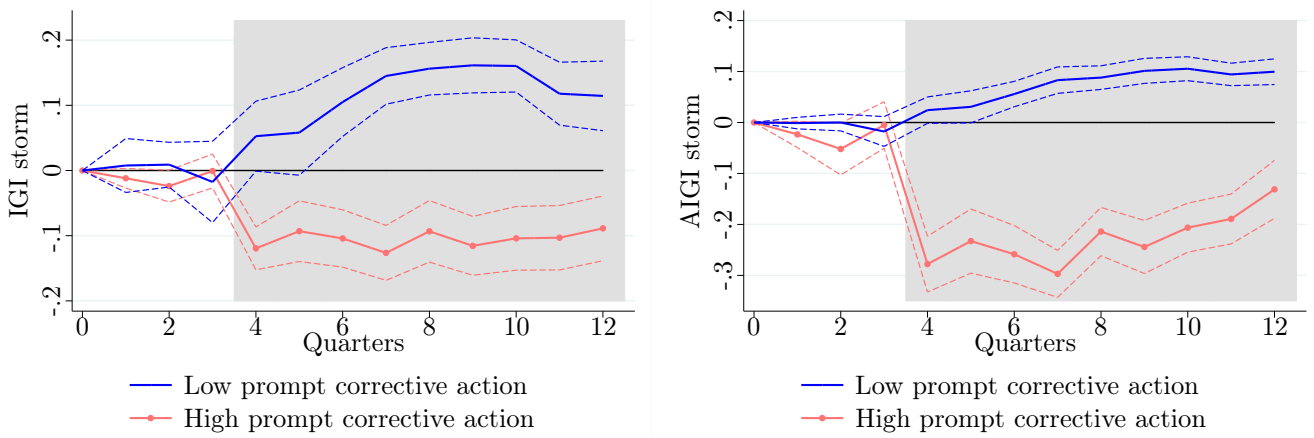 IGI storm
.2
.1
0
-.1
-.2
0 2 4 6 8 10 12
Quarters
Low prompt corrective action
High prompt corrective action
AIGI storm
.2
.1
0
-.1
-.2
-.3
0 2 4 6 8 10 12
Quarters
Low prompt corrective action
High prompt corrective action